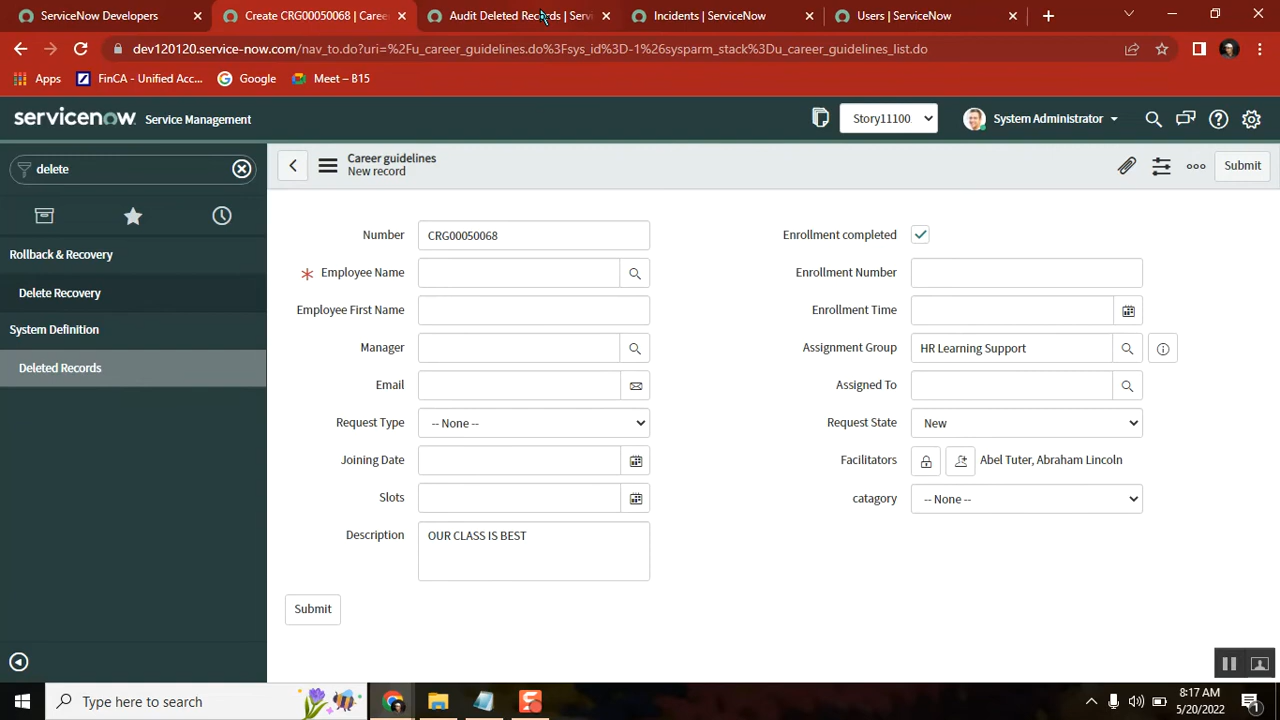 ServiceNow Developers
Create CRG00050068 | Caree
Audit Deleted Records | Servi
Incidents | ServiceNow
Users | ServiceNow
dev120120.service-now.com/nav_to.do?uri=%2Fu_career_guidelines.do%3Fsys_id%3D-1%26sysparm_stack%3Du_career_guidelines_list.do
Apps
FinCA - Unified Acc...
Google
Meet – B15
servicenow Service Management
Story11100
System Administrator
delete
Career guidelines
New record
Submit
Rollback & Recovery
Delete Recovery
System Definition
Deleted Records
Number CRG00050068
Employee Name
Employee First Name
Manager
Email
Request Type -- None --
Joining Date
Slots
Description OUR CLASS IS BEST
Enrollment completed
Enrollment Number
Enrollment Time
Assignment Group HR Learning Support
Assigned To
Request State New
Facilitators Abel Tuter, Abraham Lincoln
catagory -- None --
Submit
Type here to search
8:17 AM
5/20/2022
1